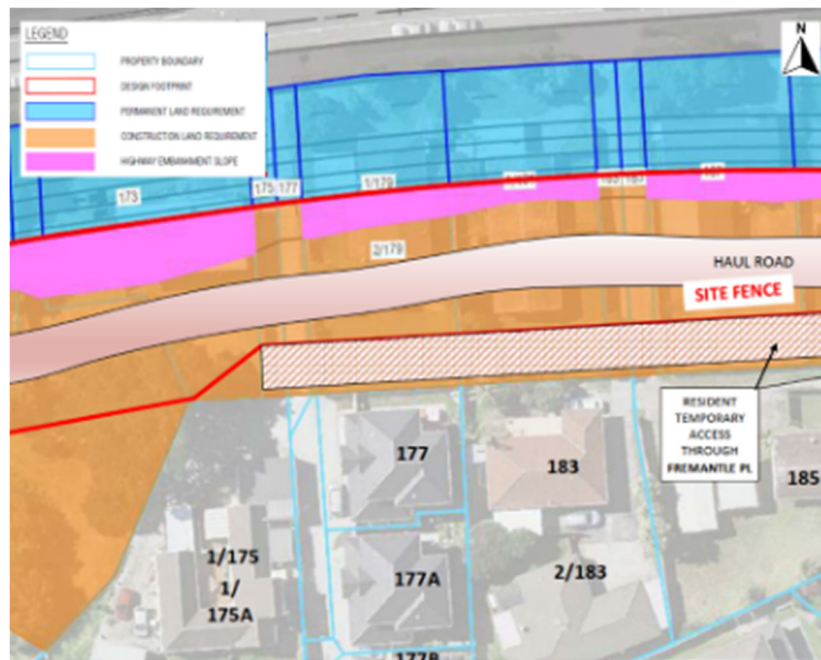 LEGEND
PROPERTY BOUNDARY
DESIGN FOOTPRINT
PERMANENT LAND REQUIREMENT
CONSTRUCTION LAND REQUIREMENT
HIGHWAY EMBANKMENT SLOPE
N
173
175
177
1/179
2/179
HAUL ROAD
SITE FENCE
RESIDENT
TEMPORARY
ACCESS
THROUGH
FREMANTLE PL
177
183
185
1/175
1/
175A
177A
2/183
177B